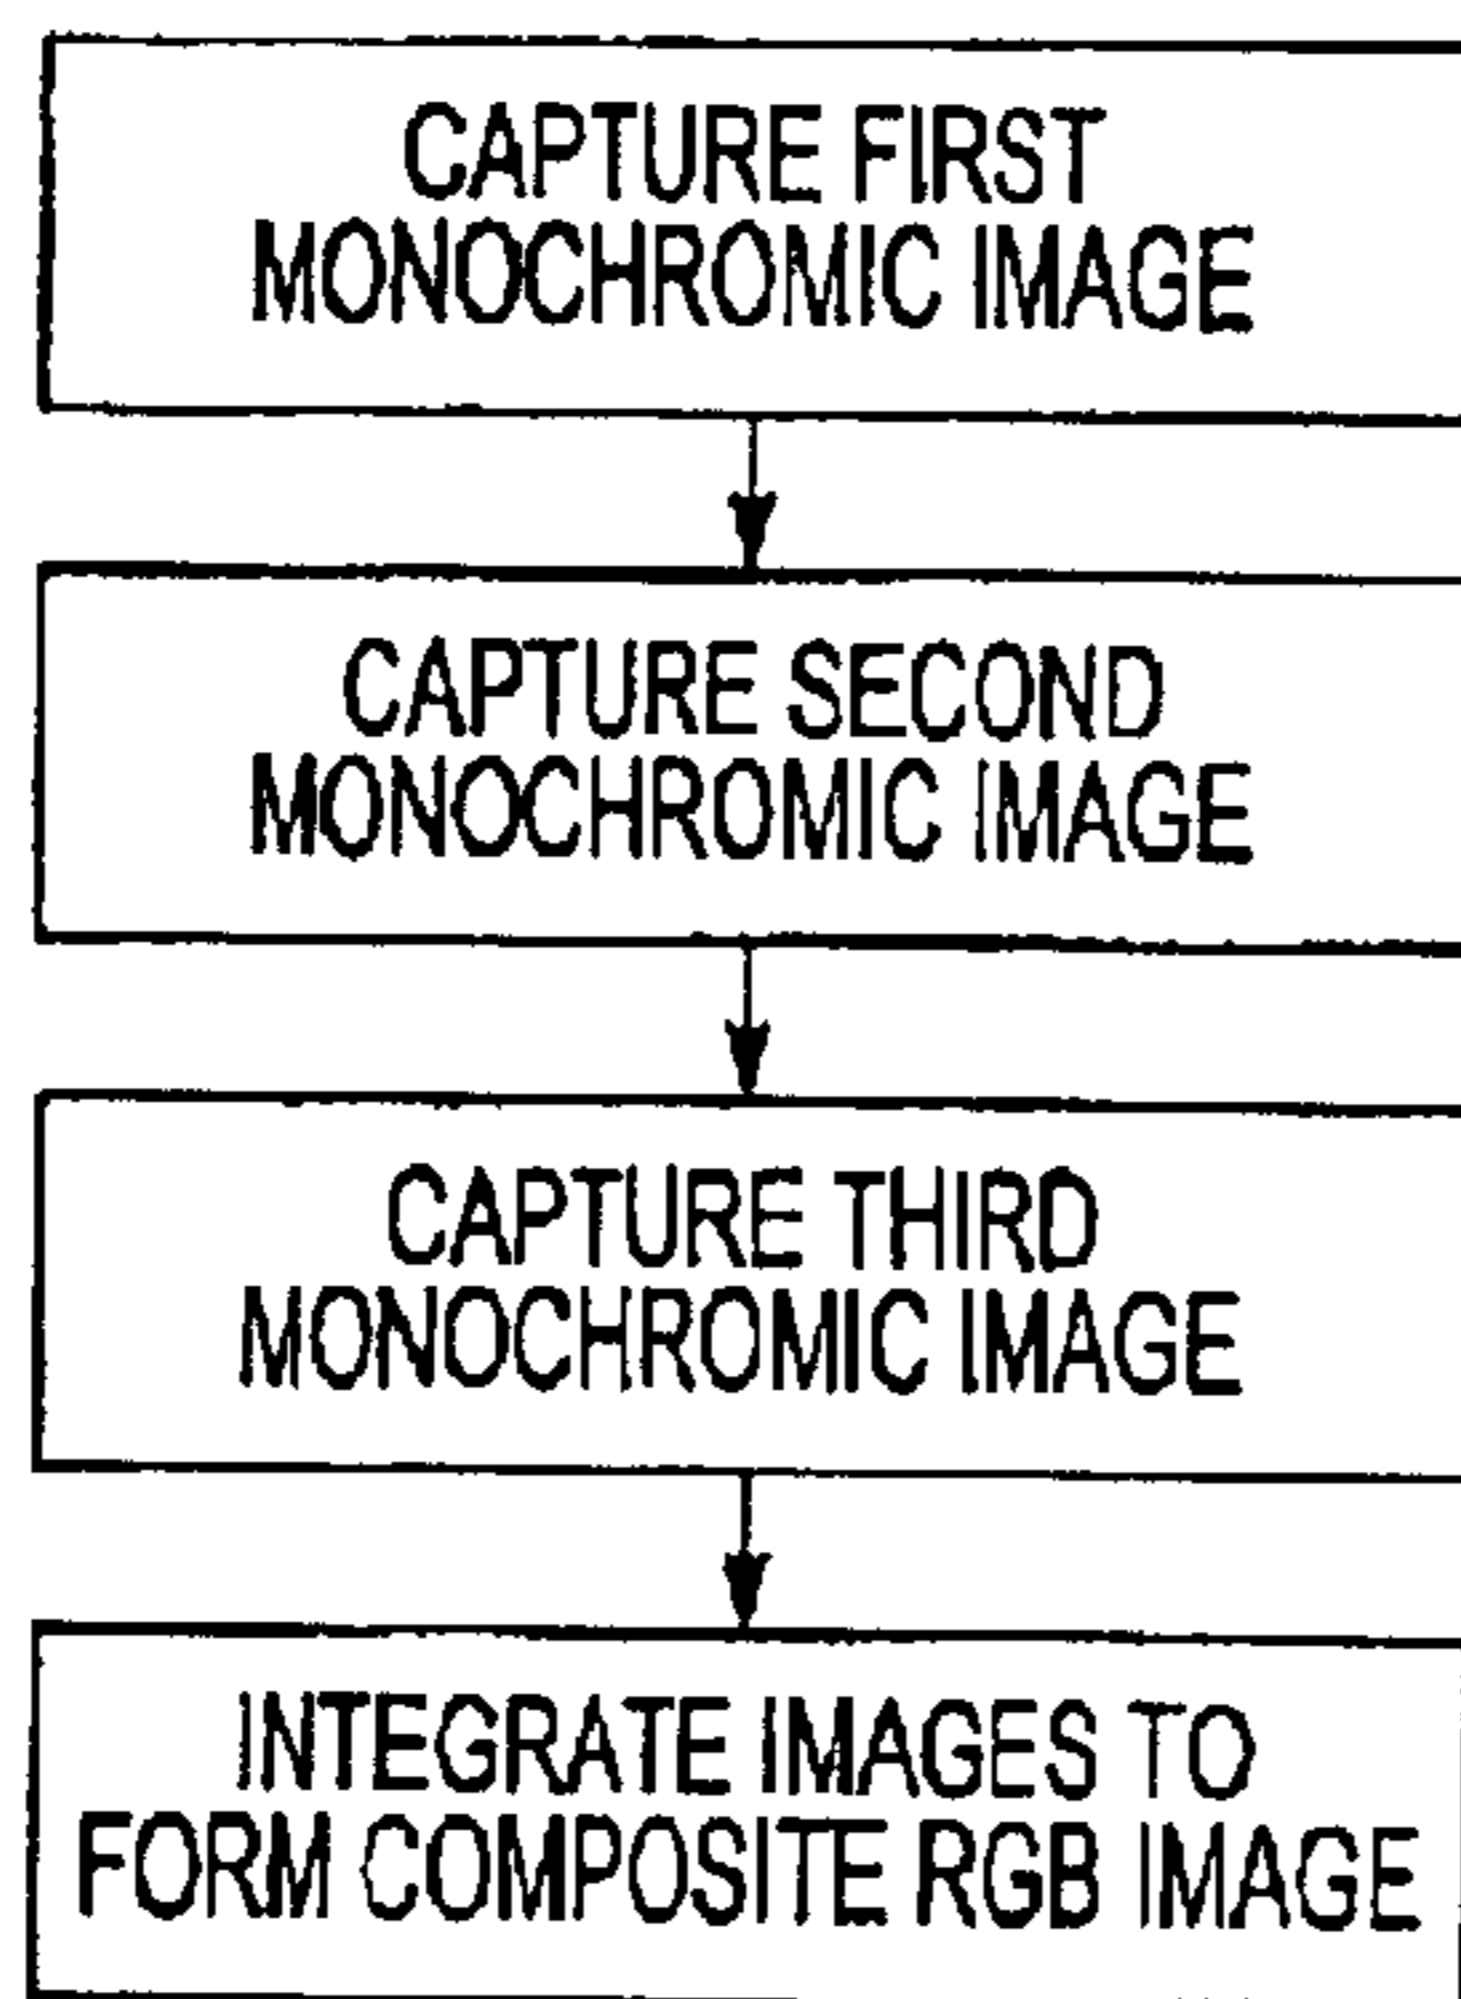 CAPTURE FIRST
MONOCHROMIC IMAGE
CAPTURE SECOND
MONOCHROMIC IMAGE
CAPTURE THIRD
MONOCHROMIC IMAGE
INTEGRATE IMAGES TO
FORM COMPOSITE RGB IMAGE